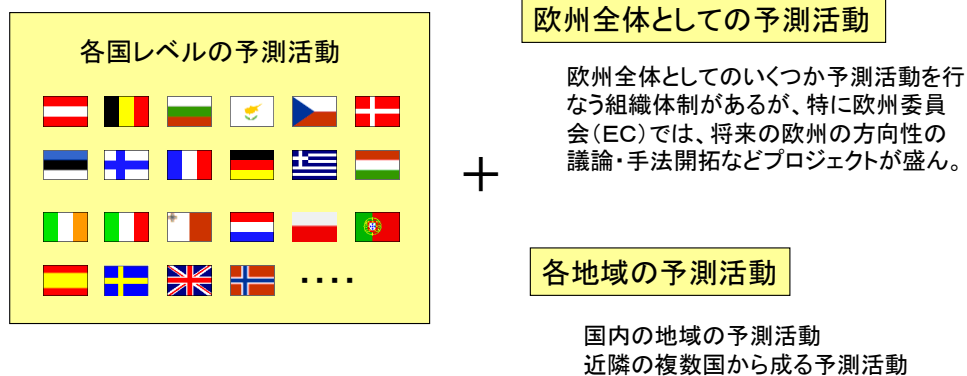 各国レベルの予測活動
‥‥
+
欧州全体としての予測活動
欧州全体としてのいくつか予測活動を行
なう組織体制があるが、特に欧州委員
会(EC)では、将来の欧州の方向性の
議論・手法開拓などプロジェクトが盛ん。
各地域の予測活動
国内の地域の予測活動
近隣の複数国から成る予測活動